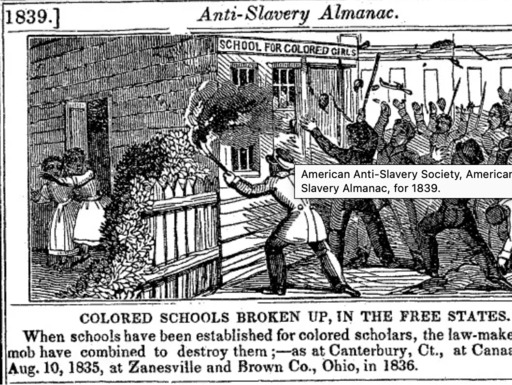 1839.] Anti-Slavery Almanac.
SCHOOL FOR COLORED GIRLS
American Anti-Slavery Society, American
Slavery Almanac, for 1839.
COLORED SCHOOLS BROKEN UP, IN THE FREE STATES.
When schools have been established for colored scholars, the law-make
mob have combined to destroy them;—as at Canterbury, Ct., at Canaa
Aug. 10, 1835, at Zanesville and Brown Co., Ohio, in 1836.